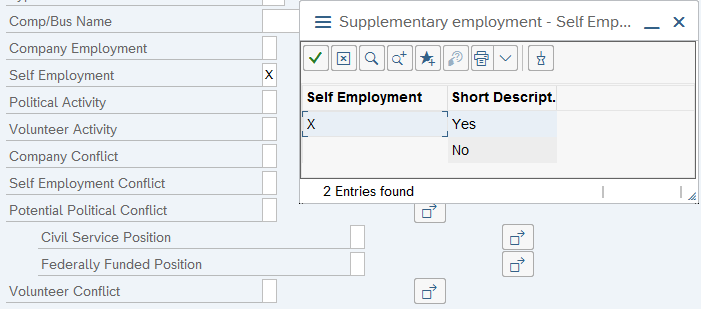 Comp/Bus Name
Supplementary employment - Self Emp...
Company Employment
Self Employment X
Political Activity
Volunteer Activity
Company Conflict
Self Employment Conflict
Potential Political Conflict
Civil Service Position
Federally Funded Position
Volunteer Conflict
Self Employment Short Descript.
X Yes
No
2 Entries found